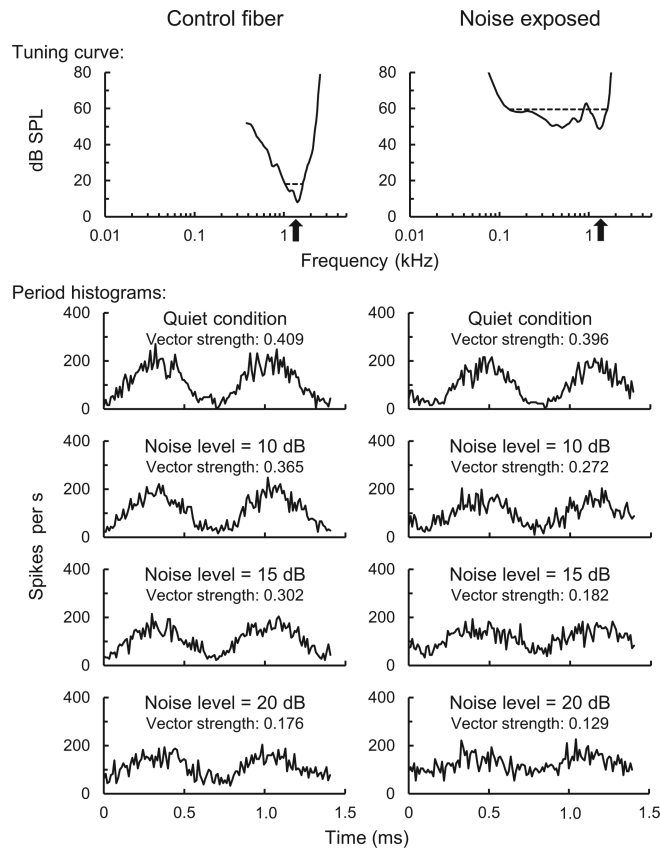 Control fiber
Noise exposed
Tuning curve:
80
60
40
20
0
dB SPL
0.01
0.1
1
80
60
40
20
0
0.01
0.1
1
Frequency (kHz)
Period histograms:
400
200
0
Quiet condition
Vector strength: 0.409
400
200
0
Quiet condition
Vector strength: 0.396
400
200
0
Noise level = 10 dB
Vector strength: 0.365
400
200
0
Noise level = 10 dB
Vector strength: 0.272
Spikes per s
400
200
0
Noise level = 15 dB
Vector strength: 0.302
400
200
0
Noise level = 15 dB
Vector strength: 0.182
400
200
0
Noise level = 20 dB
Vector strength: 0.176
400
200
0
Noise level = 20 dB
Vector strength: 0.129
0
0.5
1.0
1.5
0
0.5
1.0
1.5
Time (ms)